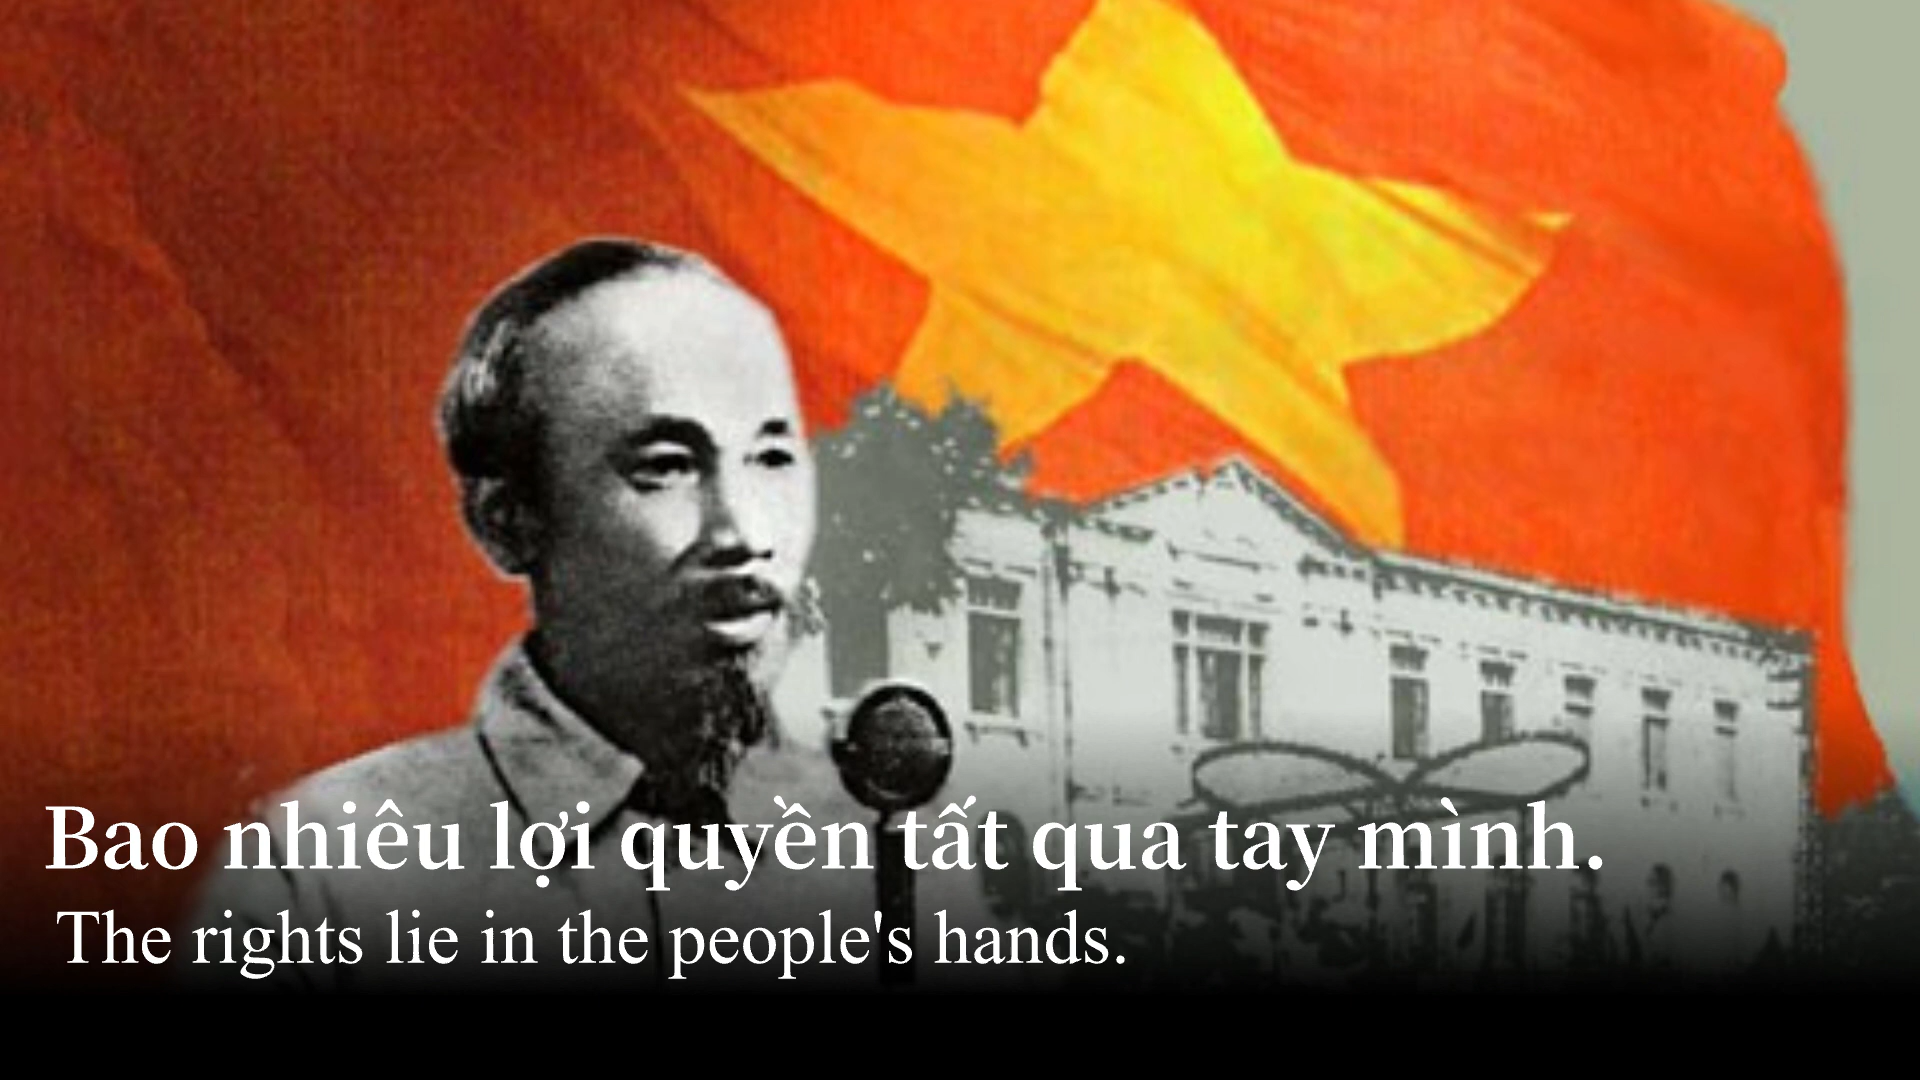 Bao nhiêu lợi quyền tất qua tay mình.
The rights lie in the people's hands.